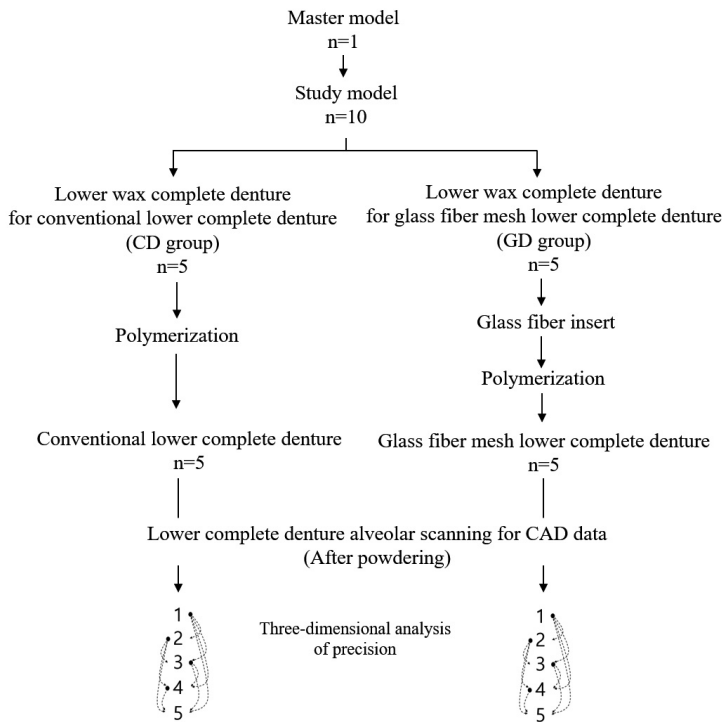 Master model
n=1
Study model
n=10
Lower wax complete denture
for conventional lower complete denture
(CD group)
n=5
Lower wax complete denture
for glass fiber mesh lower complete denture
(GD group)
n=5
Polymerization
Glass fiber insert
Polymerization
Conventional lower complete denture
n=5
Glass fiber mesh lower complete denture
n=5
Lower complete denture alveolar scanning for CAD data
(After powdering)
1
2
3
4
5
Three-dimensional analysis
of precision
1
2
3
4
5